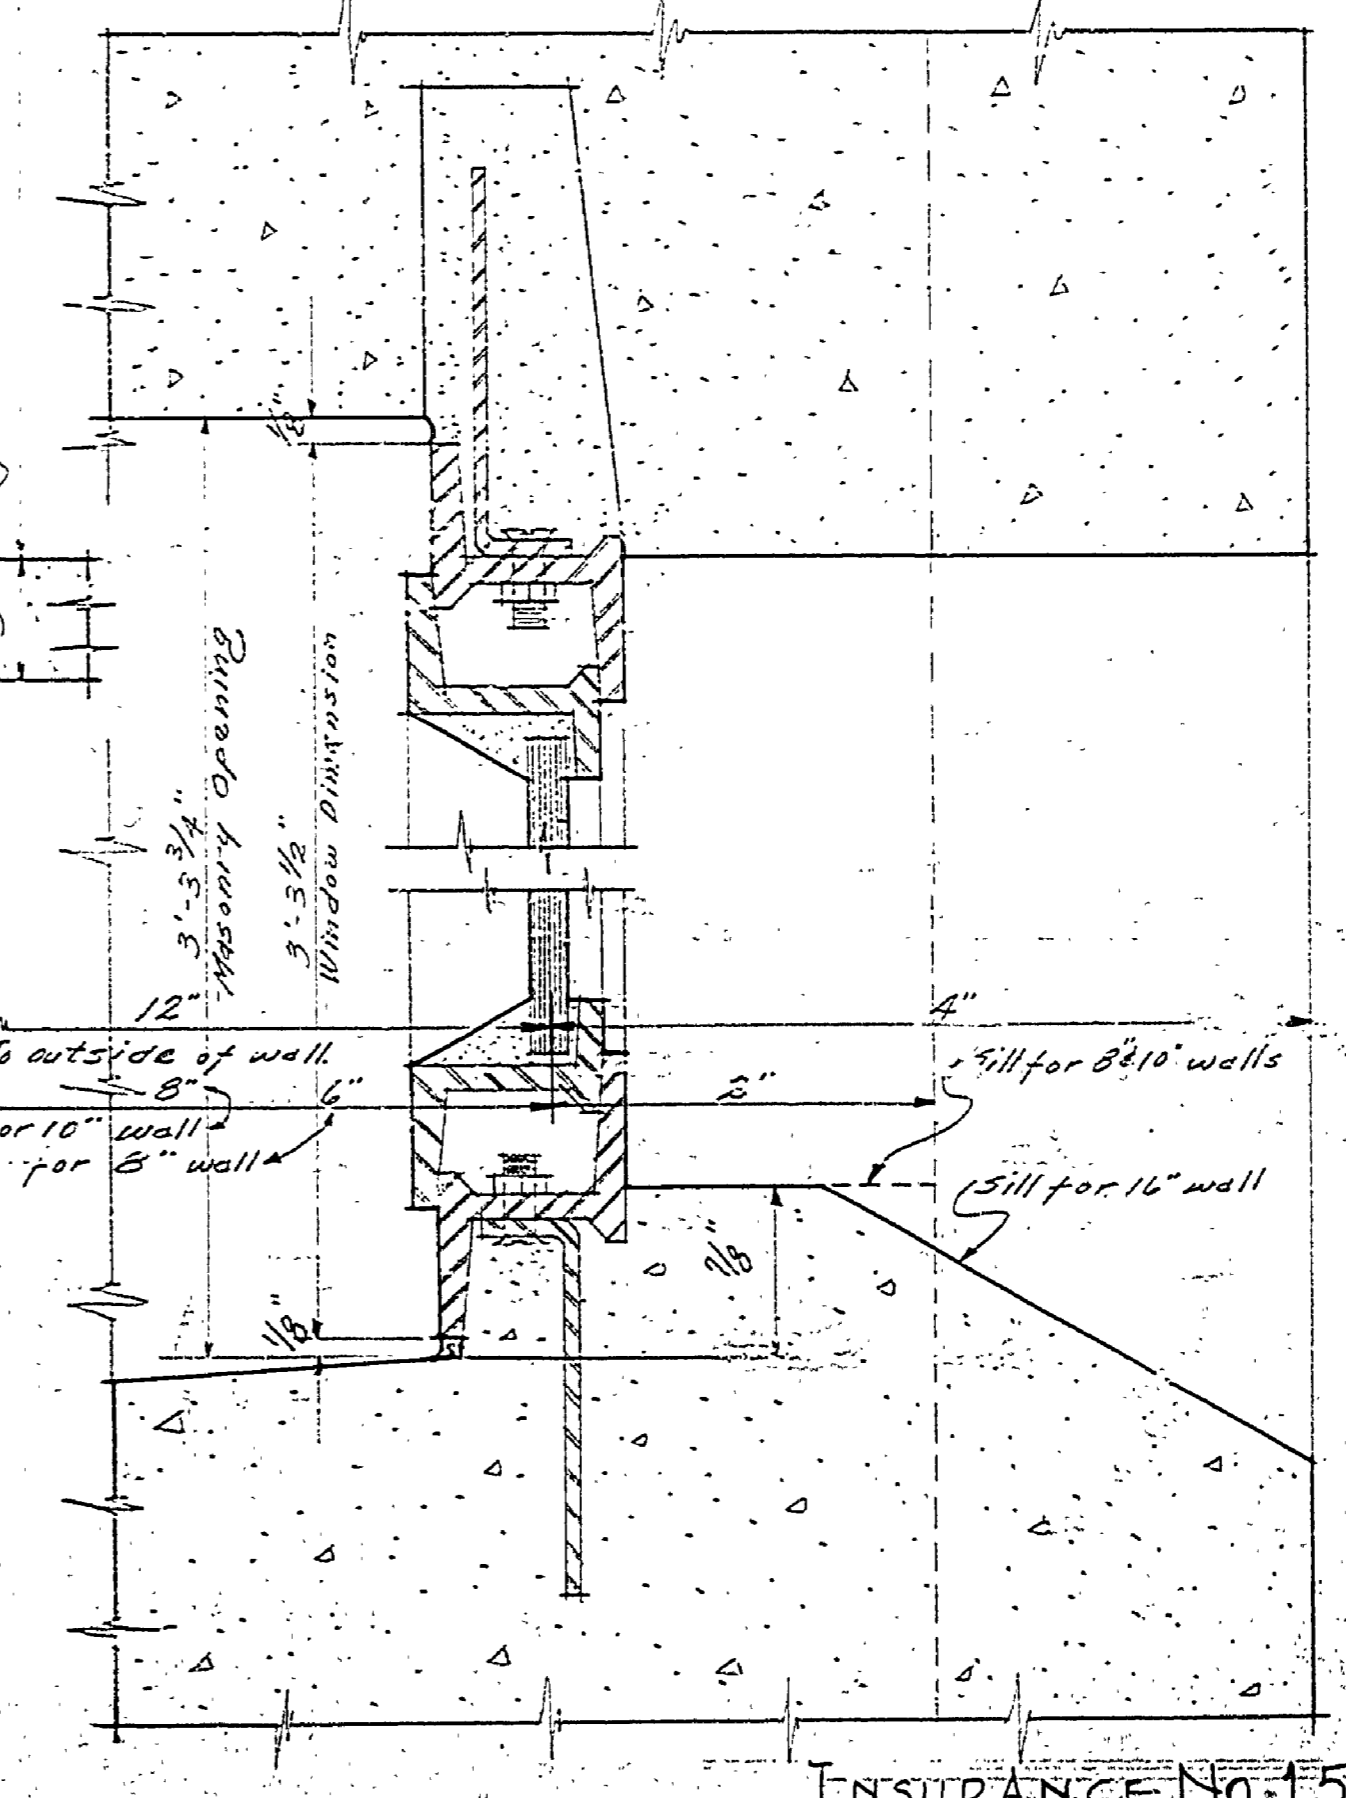 1/8"
Masonry Opening
3'-3 3/4"
3'-3 1/2"
Window Dimension
12"
4"
outside of wall
Sill for 8"&10" walls
8"
6"
2"
or 10" wall
for 8" wall
Sill for 16" wall
7/8"
1/8"
INSURANCE NO. 15